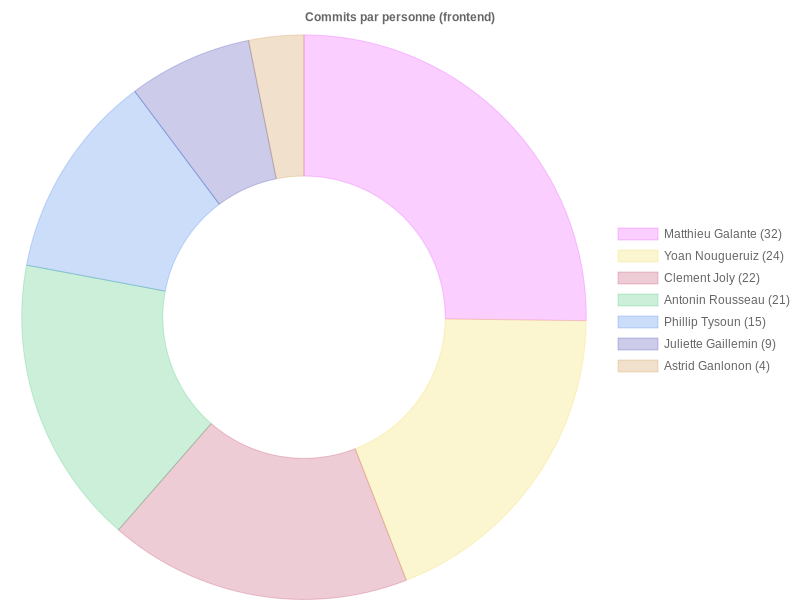 Commits par personne (frontend)
Matthieu Galante (32)
Yoan Nougueruiz (24)
Clement Joly (22)
Antonin Rousseau (21)
Phillip Tysoun (15)
Juliette Gaillemin (9)
Astrid Ganlonon (4)